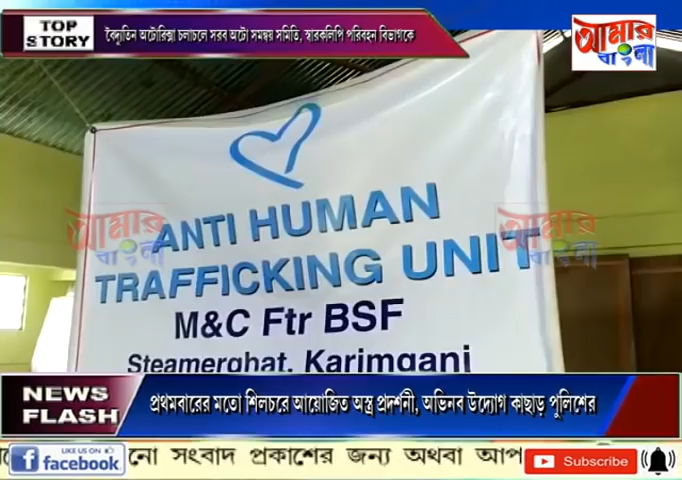 TOP STORY
বৈদ্যুতিন অটোরিক্সা চলাচলে সরব অটো সমন্বয় সমিতি, স্মারকলিপি পরিবহন বিভাগকে
আমার
বাংলা
ANTI HUMAN
TRAFFICKING UNIT
আমার
বাংলা
আমার
বাংলা
M&C Ftr BSF
Steamerghat, Karimganj
NEWS FLASH
প্রথমবারের মতো শিলচরে আয়োজিত অস্ত্র প্রদর্শনী, অভিনব উদ্যোগ কাছাড় পুলিশের
LIKE US ON
facebook
নো সংবাদ প্রকাশের জন্য অথবা আপ
Subscribe